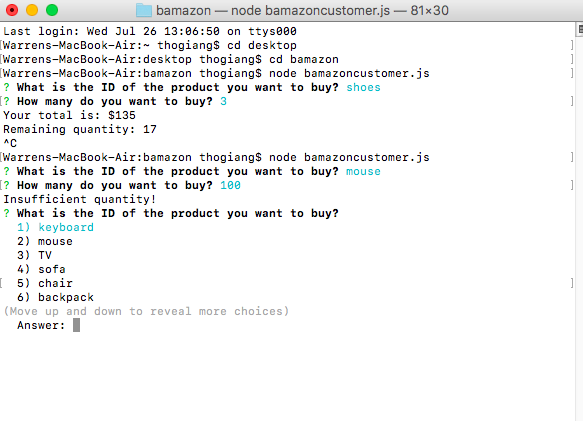 bamazon — node bamazoncustomer.js — 81×30
Last login: Wed Jul 26 13:06:50 on ttys000
[Warrens-MacBook-Air:~ thogiang$ cd desktop ]
[Warrens-MacBook-Air:desktop thogiang$ cd bamazon ]
[Warrens-MacBook-Air:bamazon thogiang$ node bamazoncustomer.js ]
? What is the ID of the product you want to buy? shoes
[? How many do you want to buy? 3 ]
Your total is: $135
Remaining quantity: 17
^C
[Warrens-MacBook-Air:bamazon thogiang$ node bamazoncustomer.js ]
? What is the ID of the product you want to buy? mouse
[? How many do you want to buy? 100 ]
Insufficient quantity!
? What is the ID of the product you want to buy?
1) keyboard
2) mouse
3) TV
4) sofa
[ 5) chair ]
6) backpack
(Move up and down to reveal more choices)
Answer: